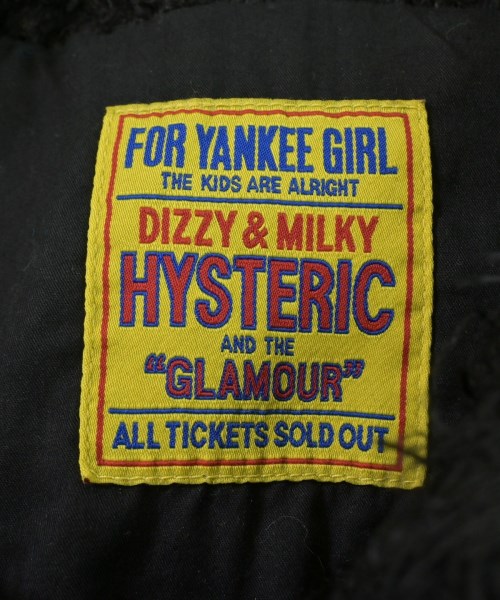 FOR YANKEE GIRL
THE KIDS ARE ALRIGHT
DIZZY & MILKY
HYSTERIC
AND THE
"GLAMOUR"
ALL TICKETS SOLD OUT